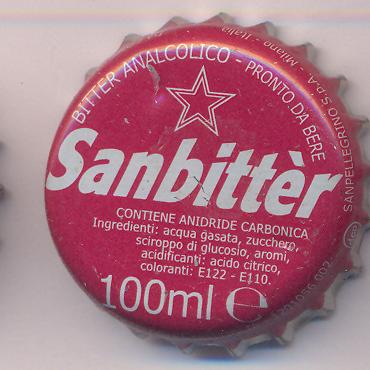 BITTER ANALCOLICO - PRONTO DA BERE
Sanbittèr
CONTIENE ANIDRIDE CARBONICA
Ingredienti: acqua gasata, zucchero,
sciroppo di glucosio, aromi,
acidificanti: acido citrico,
coloranti: E122 - E110.
100ml e
SANPELLEGRINO S.P.A. - Milano - Italia